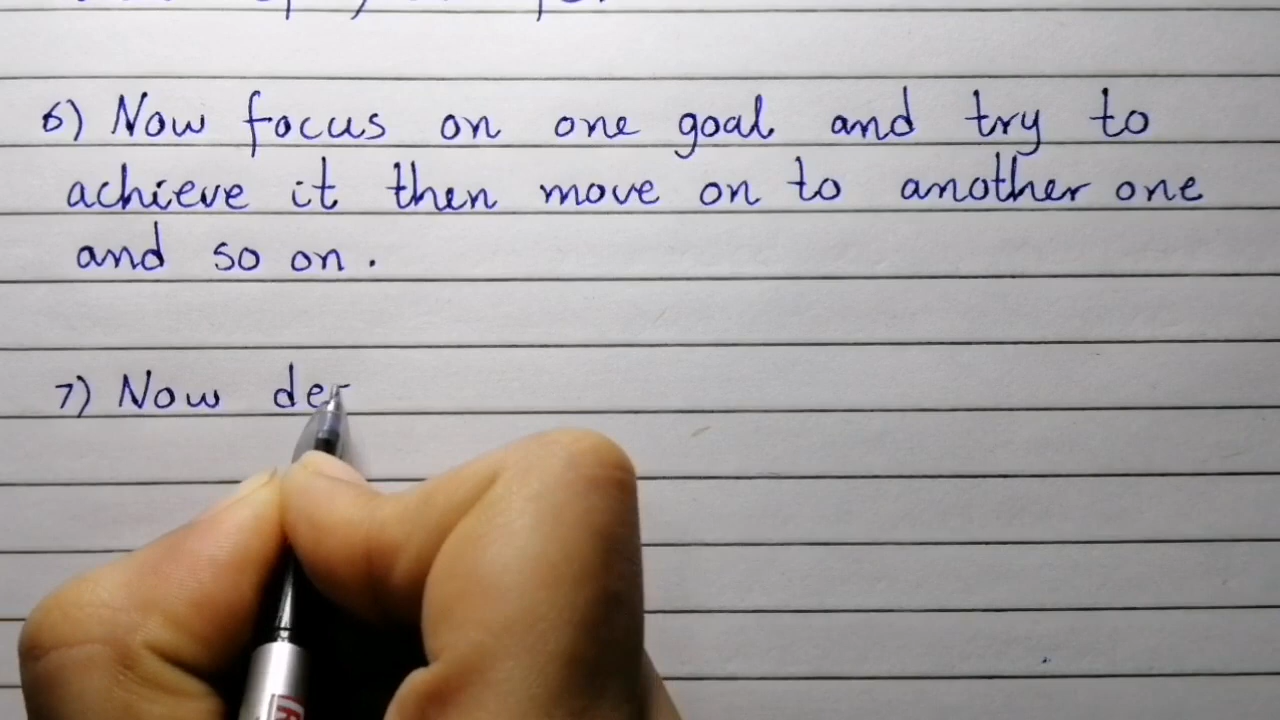 6) Now focus on one goal and try to
achieve it then move on to another one
and so on.
7) Now